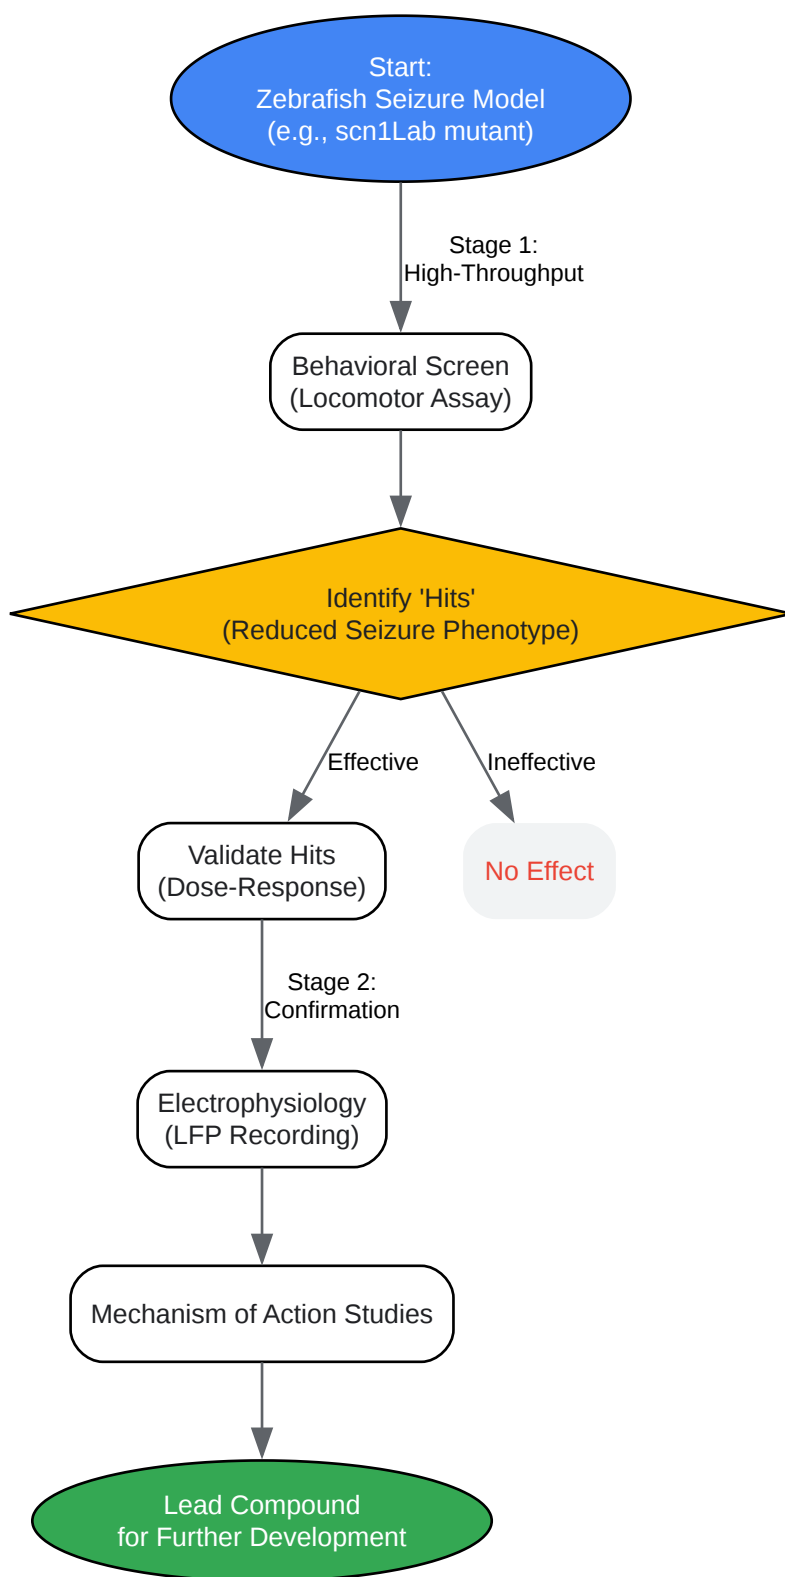 Start:
Zebrafish Seizure Model
(e.g., scn1Lab mutant)
Stage 1:
High-Throughput
Behavioral Screen
(Locomotor Assay)
Identify 'Hits'
(Reduced Seizure Phenotype)
Effective
Ineffective
Validate Hits
(Dose-Response)
No Effect
Stage 2:
Confirmation
Electrophysiology
(LFP Recording)
Mechanism of Action Studies
Lead Compound
for Further Development